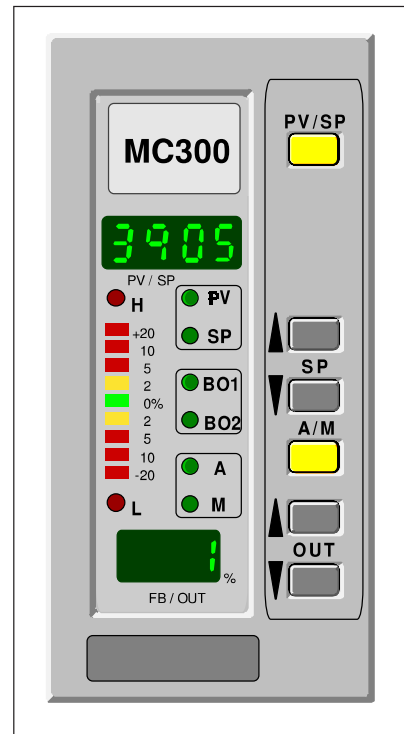 MC300
3905
PV / SP
H
+20
10
5
2
0%
2
5
10
-20
L
PV
SP
BO1
BO2
A
M
1
%
FB / OUT
PV/SP
SP
A/M
OUT